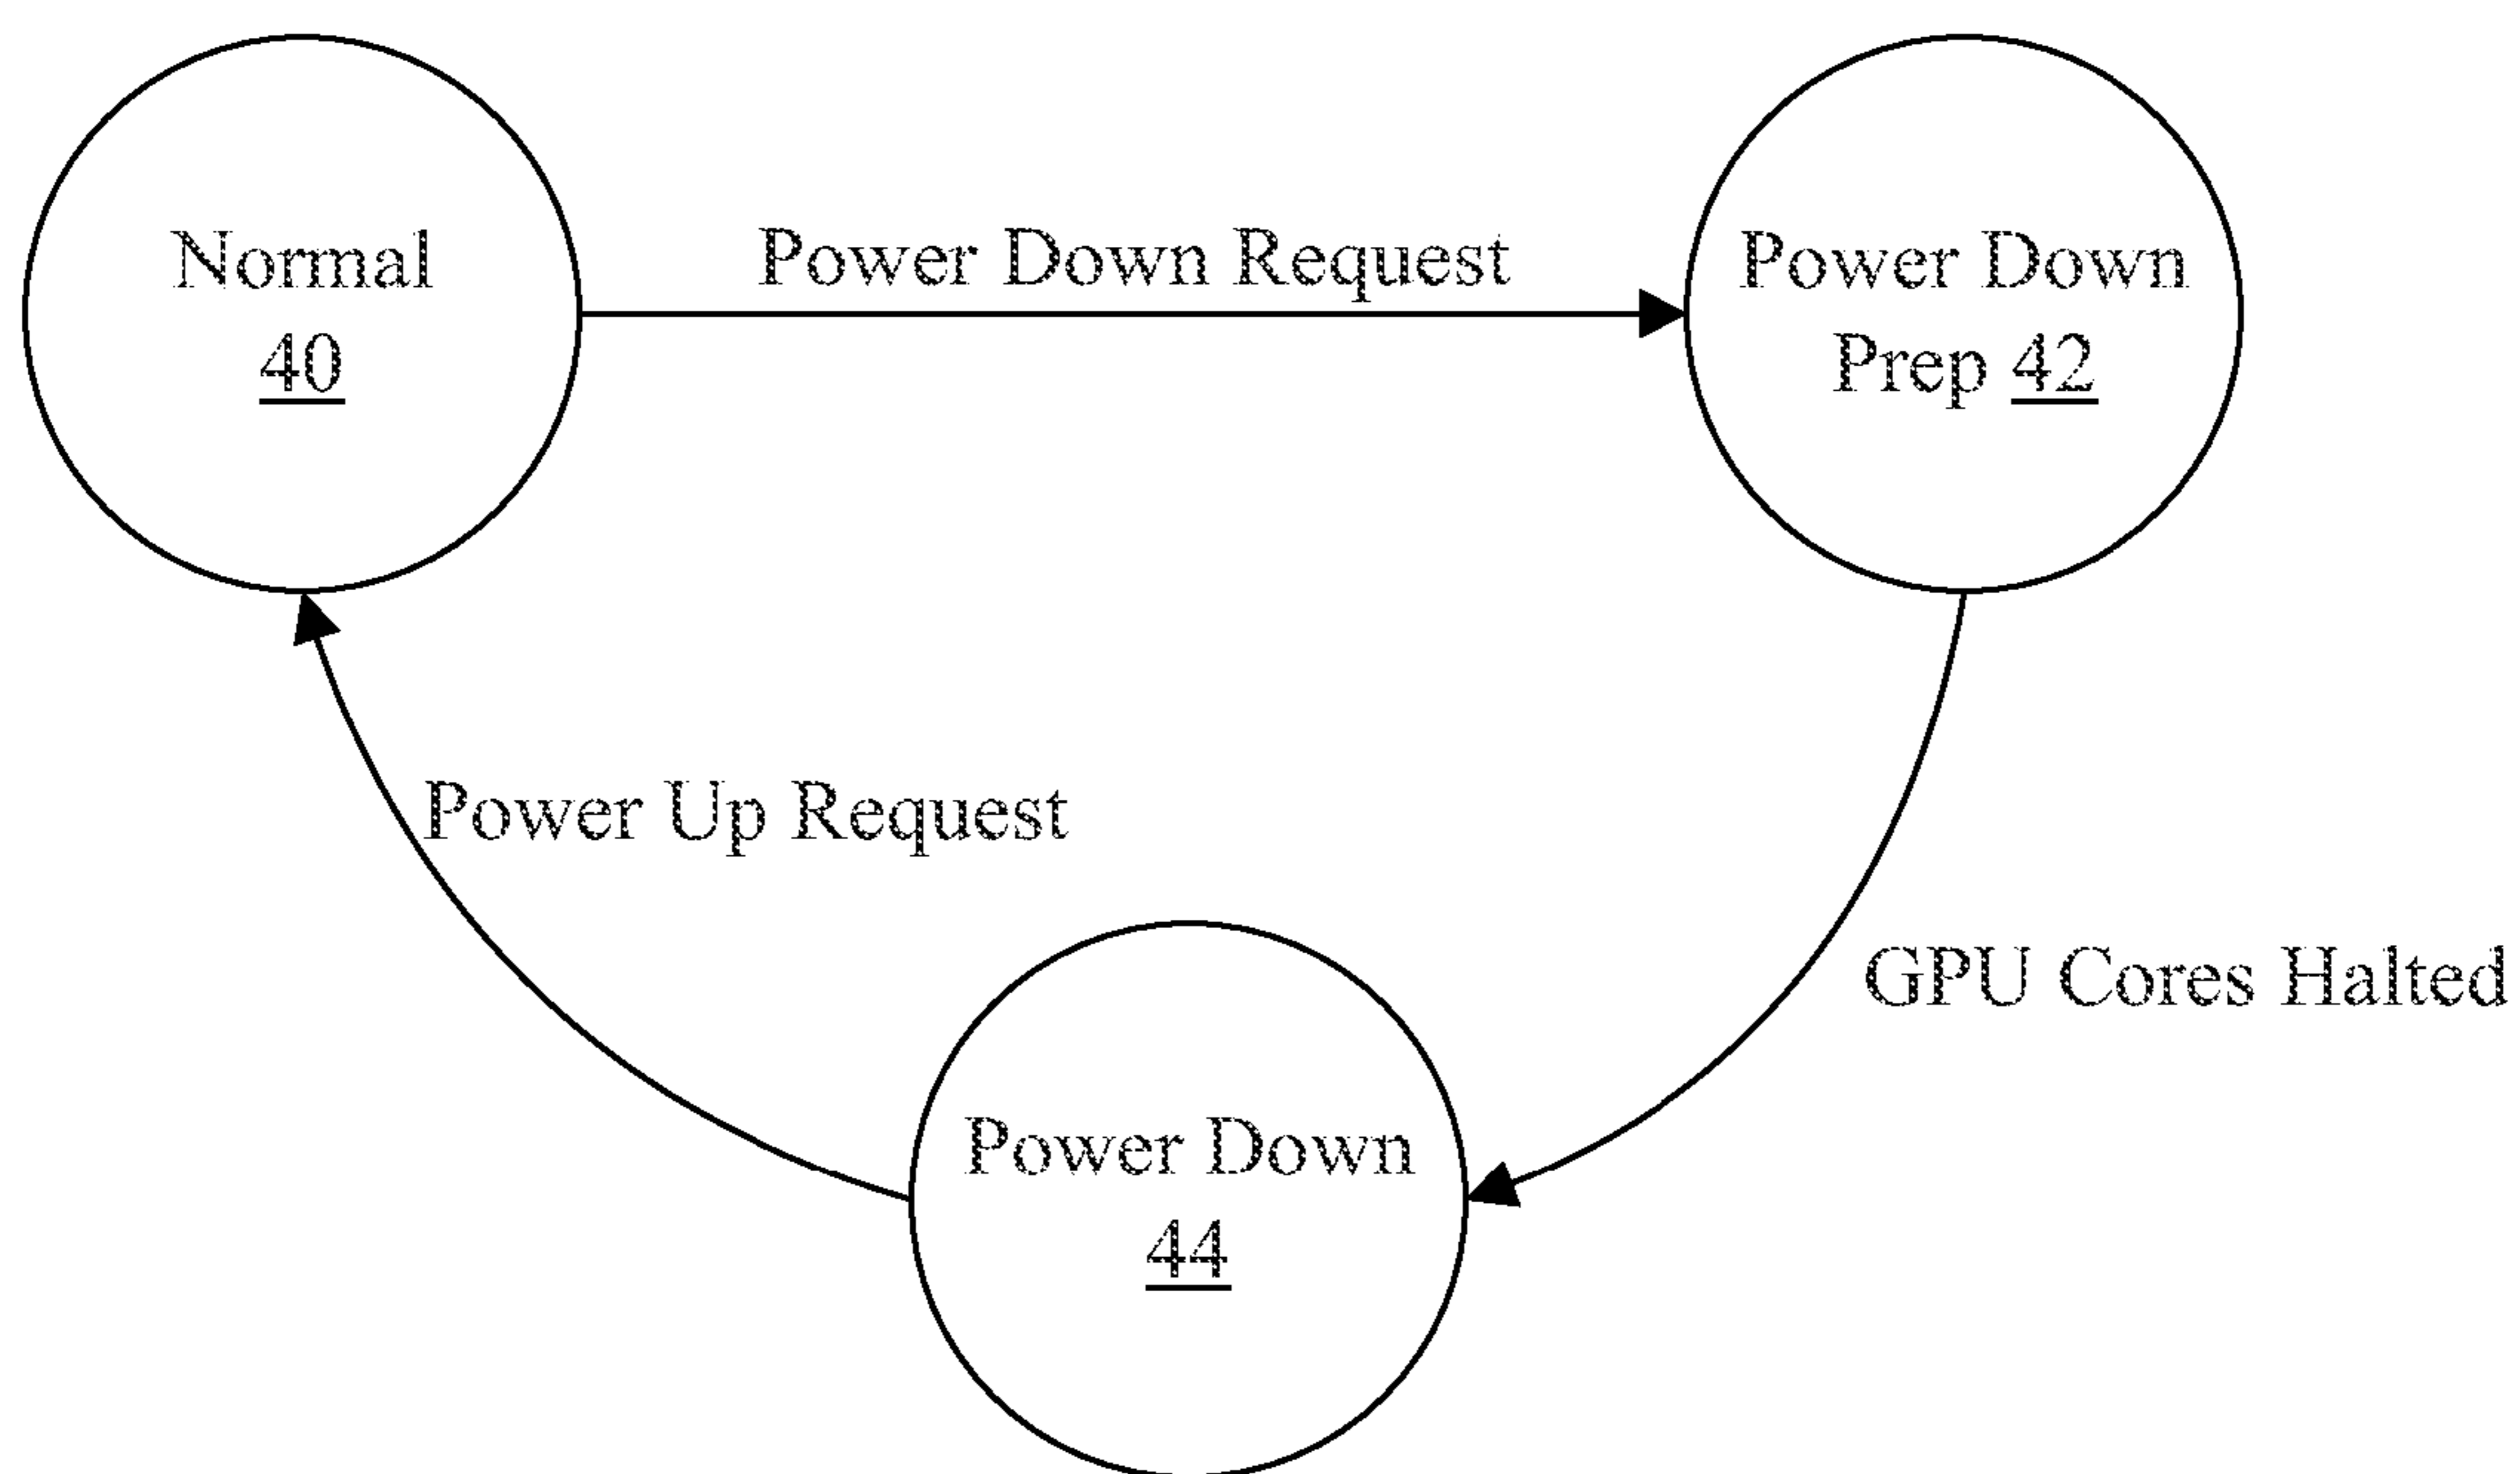 Normal
40
Power Down Request
Power Down
Prep 42
Power Up Request
GPU Cores Halted
Power Down
44